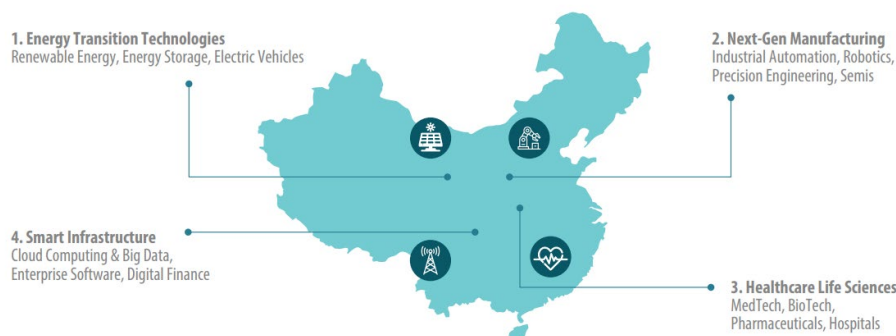 1. Energy Transition Technologies
Renewable Energy, Energy Storage, Electric Vehicles
2. Next-Gen Manufacturing
Industrial Automation, Robotics,
Precision Engineering, Semis
4. Smart Infrastructure
Cloud Computing & Big Data,
Enterprise Software, Digital Finance
3. Healthcare Life Sciences
MedTech, BioTech,
Pharmaceuticals, Hospitals